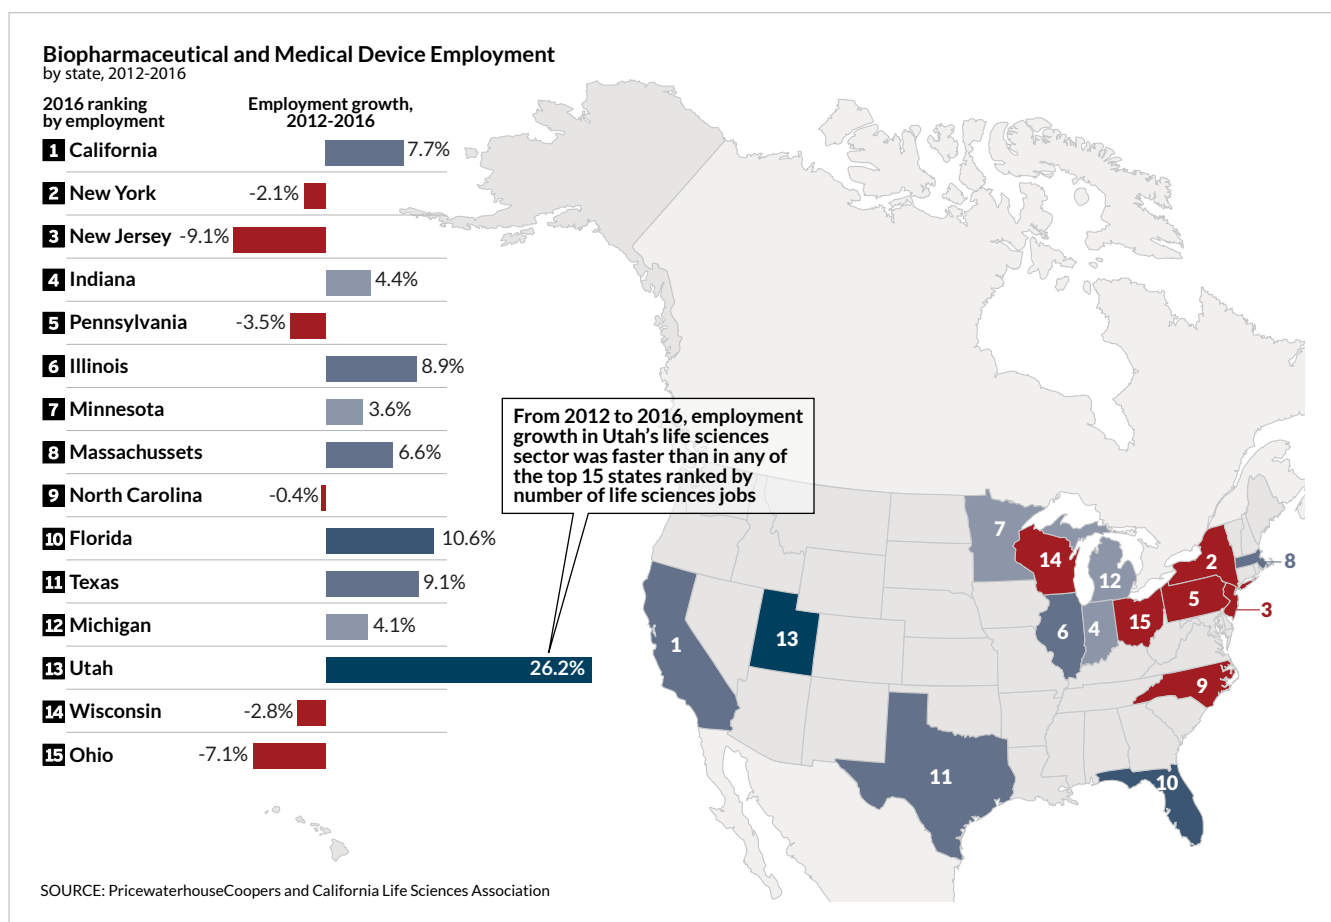 Biopharmaceutical and Medical Device Employment
by state, 2012-2016
2016 ranking
by employment
Employment growth,
2012-2016
1 California 7.7%
2 New York -2.1%
3 New Jersey -9.1%
4 Indiana 4.4%
5 Pennsylvania -3.5%
6 Illinois 8.9%
7 Minnesota 3.6%
8 Massachussets 6.6%
9 North Carolina -0.4%
10 Florida 10.6%
11 Texas 9.1%
12 Michigan 4.1%
13 Utah 26.2%
14 Wisconsin -2.8%
15 Ohio -7.1%
From 2012 to 2016, employment
growth in Utah's life sciences
sector was faster than in any of
the top 15 states ranked by
number of life sciences jobs
7
14
12
2
8
5
3
15
6
4
13
1
9
11
10
SOURCE: PricewaterhouseCoopers and California Life Sciences Association